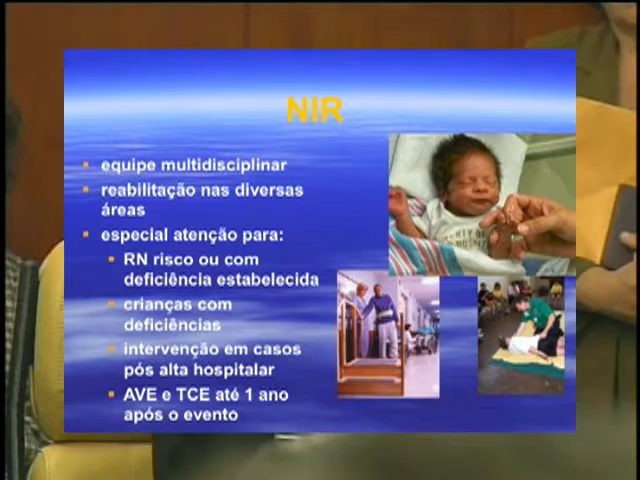 NIR
equipe multidisciplinar
reabilitação nas diversas
áreas
especial atenção para:
RN risco ou com
deficiência estabelecida
crianças com
deficiências
intervenção em casos
pós alta hospitalar
AVE e TCE até 1 ano
após o evento